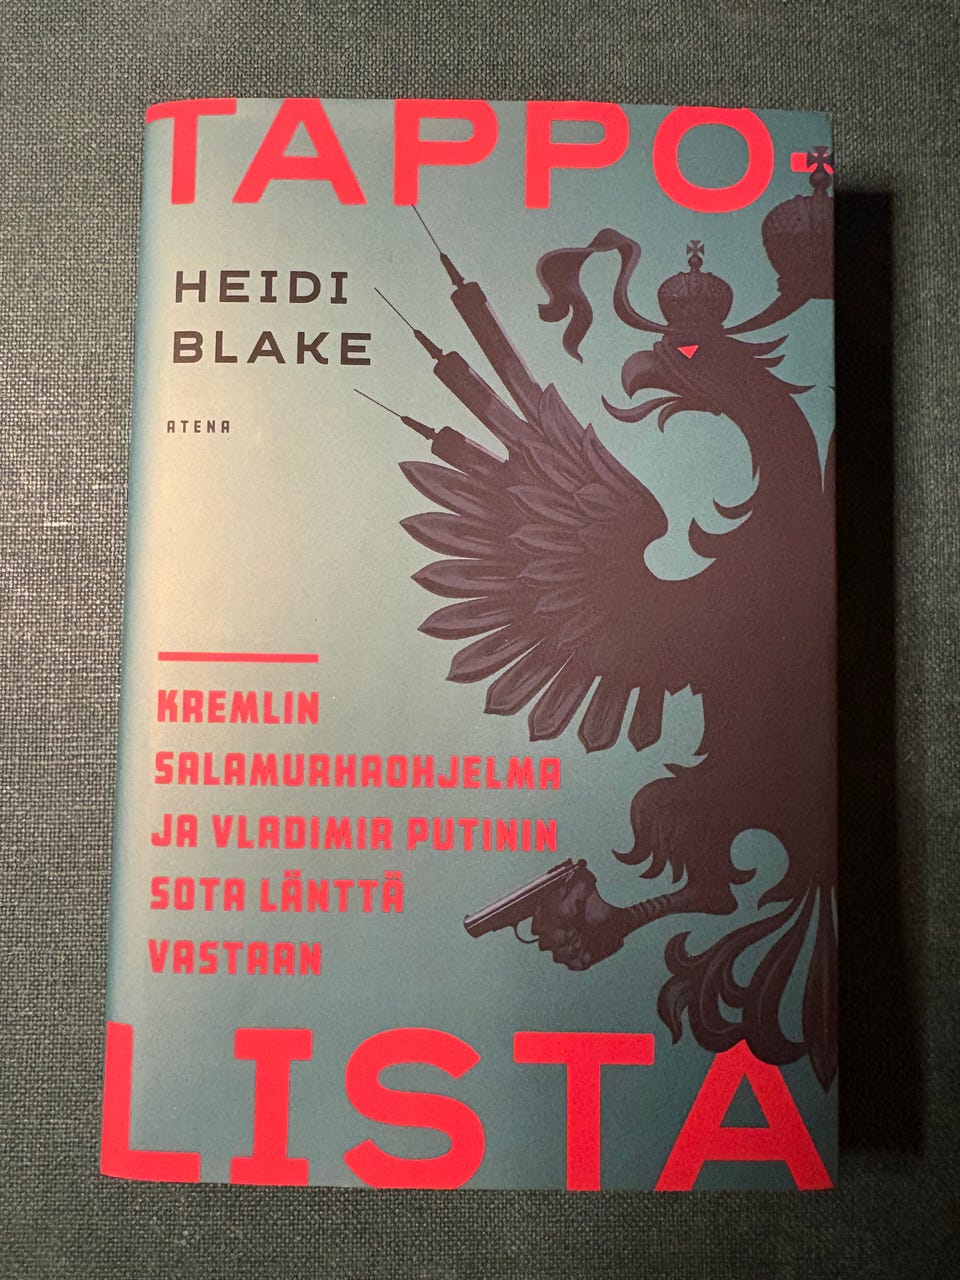 TAPPO-
HEIDI
BLAKE
ATENA
KREMLIN
SALAMURHAOHJELMA
JA VLADIMIR PUTININ
SOTA LÄNTTÄ
VASTAAN
LISTA